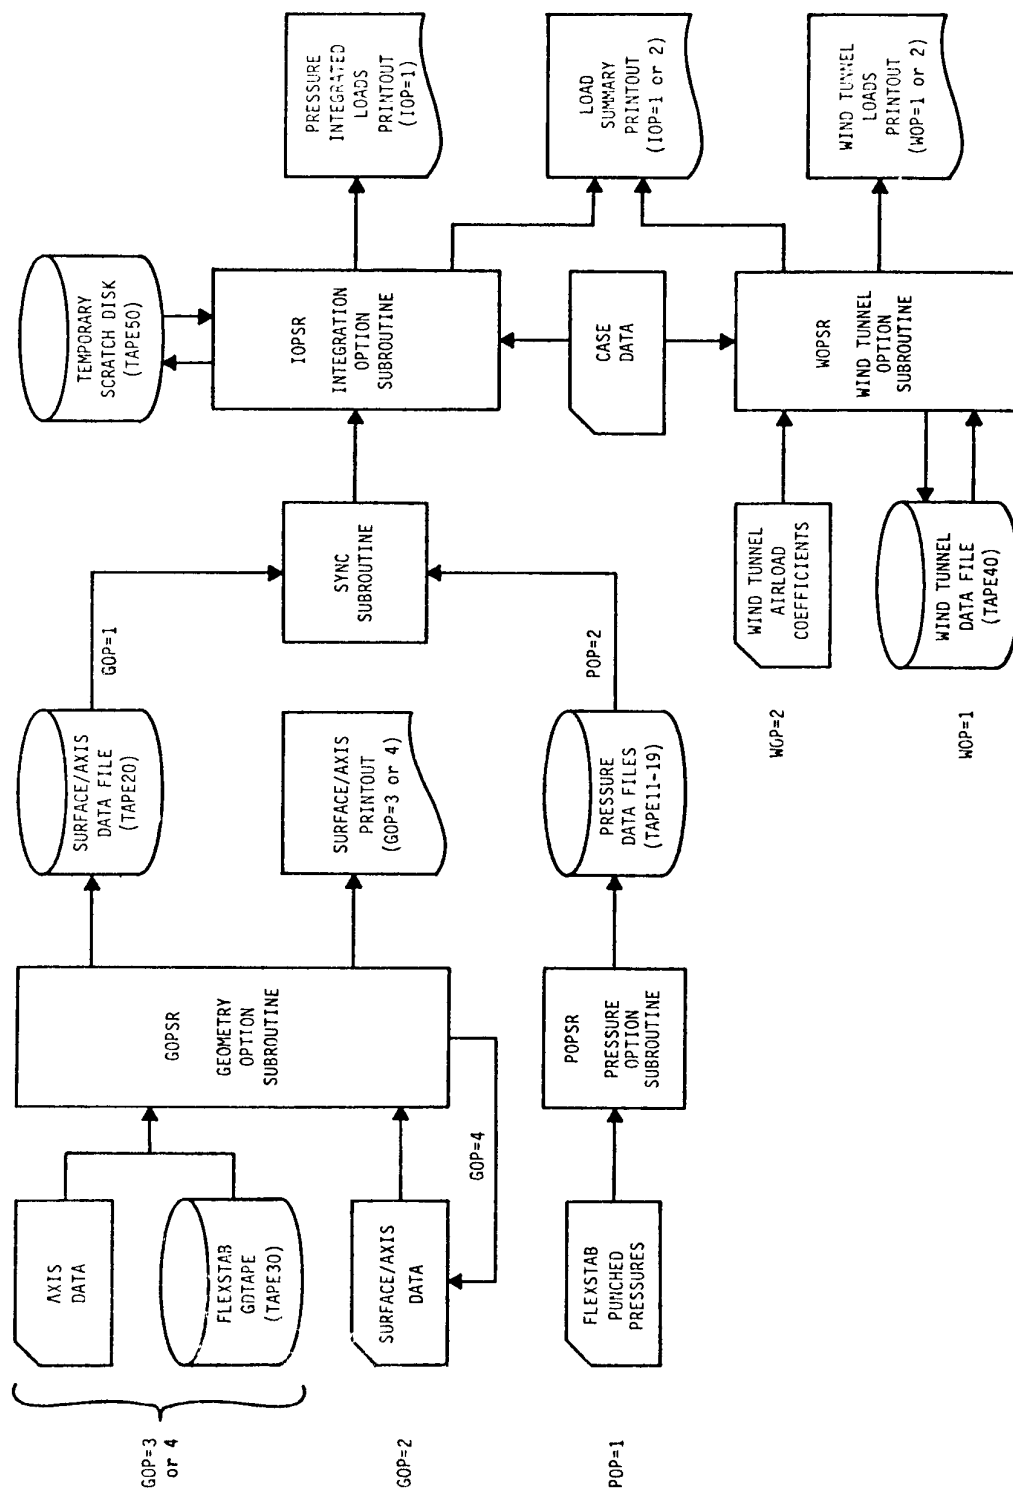 GOP=3
or 4
AXIS
DATA
FLEXSTAB
GDTAPE
(TAPE30)
GOP=2
SURFACE/AXIS
DATA
GOP=4
GOPSR
GEOMETRY
OPTION
SUBROUTINE
SURFACE/AXIS
DATA FILE
(TAPE20)
GOP=1
SURFACE/AXIS
PRINTOUT
(GOP=3 or 4)
POP=1
FLEXSTAB
PUNCHED
PRESSURES
POPSR
PRESSURE
OPTION
SUBROUTINE
PRESSURE
DATA FILES
(TAPE11-19)
POP=2
SYNC
SUBROUTINE
TEMPORARY
SCRATCH DISK
(TAPE50)
IOPSR
INTEGRATION
OPTION
SUBROUTINE
PRESSURE
INTEGRATED
LOADS
PRINTOUT
(IOP=1)
CASE
DATA
LOAD
SUMMARY
PRINTOUT
(IOP=1 or 2)
WOP=2
WIND TUNNEL
AIRLOAD
COEFFICIENTS
WOP=1
WIND TUNNEL
DATA FILE
(TAPE40)
WOPSR
WIND TUNNEL
OPTION
SUBROUTINE
WIND TUNNEL
LOADS
PRINTOUT
(WOP=1 or 2)